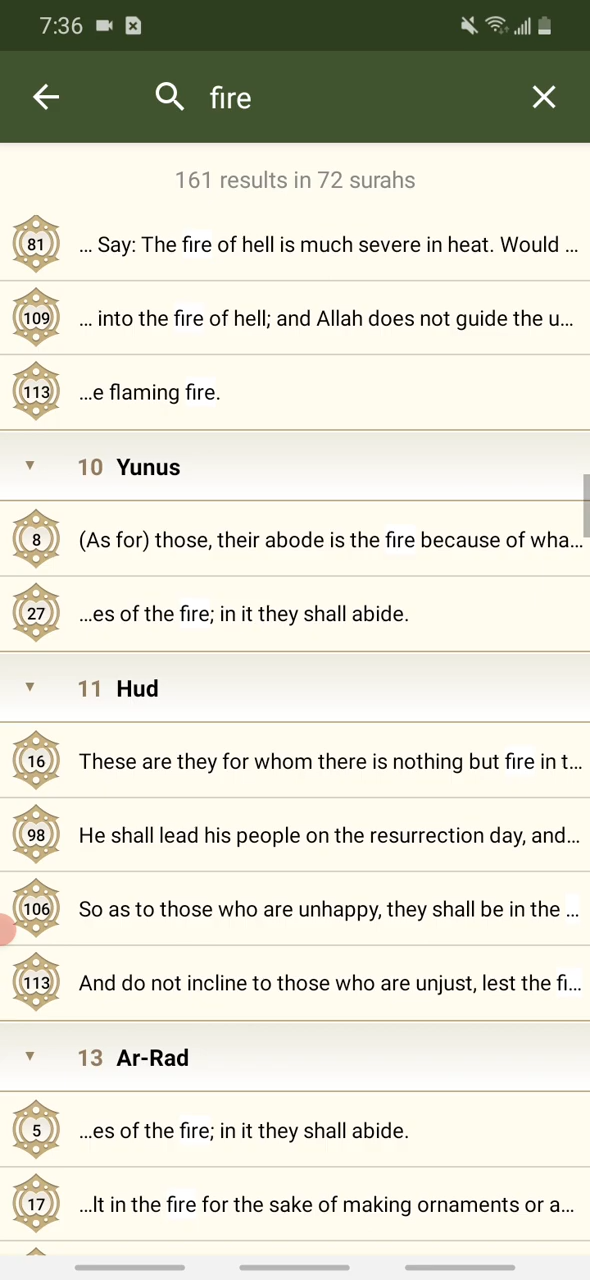 7:36
fire
161 results in 72 surahs
81 ... Say: The fire of hell is much severe in heat. Would ...
109 ... into the fire of hell; and Allah does not guide the u...
113 ...e flaming fire.
10 Yunus
8 (As for) those, their abode is the fire because of wha...
27 ...es of the fire; in it they shall abide.
11 Hud
16 These are they for whom there is nothing but fire in t...
98 He shall lead his people on the resurrection day, and...
106 So as to those who are unhappy, they shall be in the ...
113 And do not incline to those who are unjust, lest the fi...
13 Ar-Rad
5 ...es of the fire; in it they shall abide.
17 ...lt in the fire for the sake of making ornaments or a...